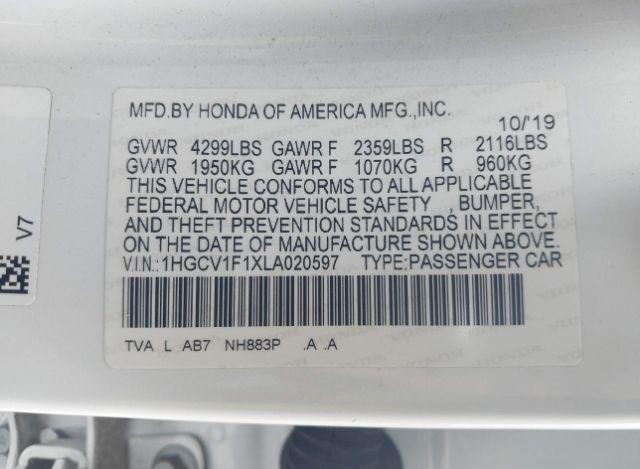 MFD.BY HONDA OF AMERICA MFG.,INC.
10/'19
GVWR 4299LBS GAWR F 2359LBS R 2116LBS
GVWR 1950KG GAWR F 1070KG R 960KG
THIS VEHICLE CONFORMS TO ALL APPLICABLE
FEDERAL MOTOR VEHICLE SAFETY , BUMPER,
AND THEFT PREVENTION STANDARDS IN EFFECT
ON THE DATE OF MANUFACTURE SHOWN ABOVE.
V.I.N.:1HGCV1F1XLA020597 TYPE:PASSENGER CAR
TVA L AB7 NH883P .A .A
V7